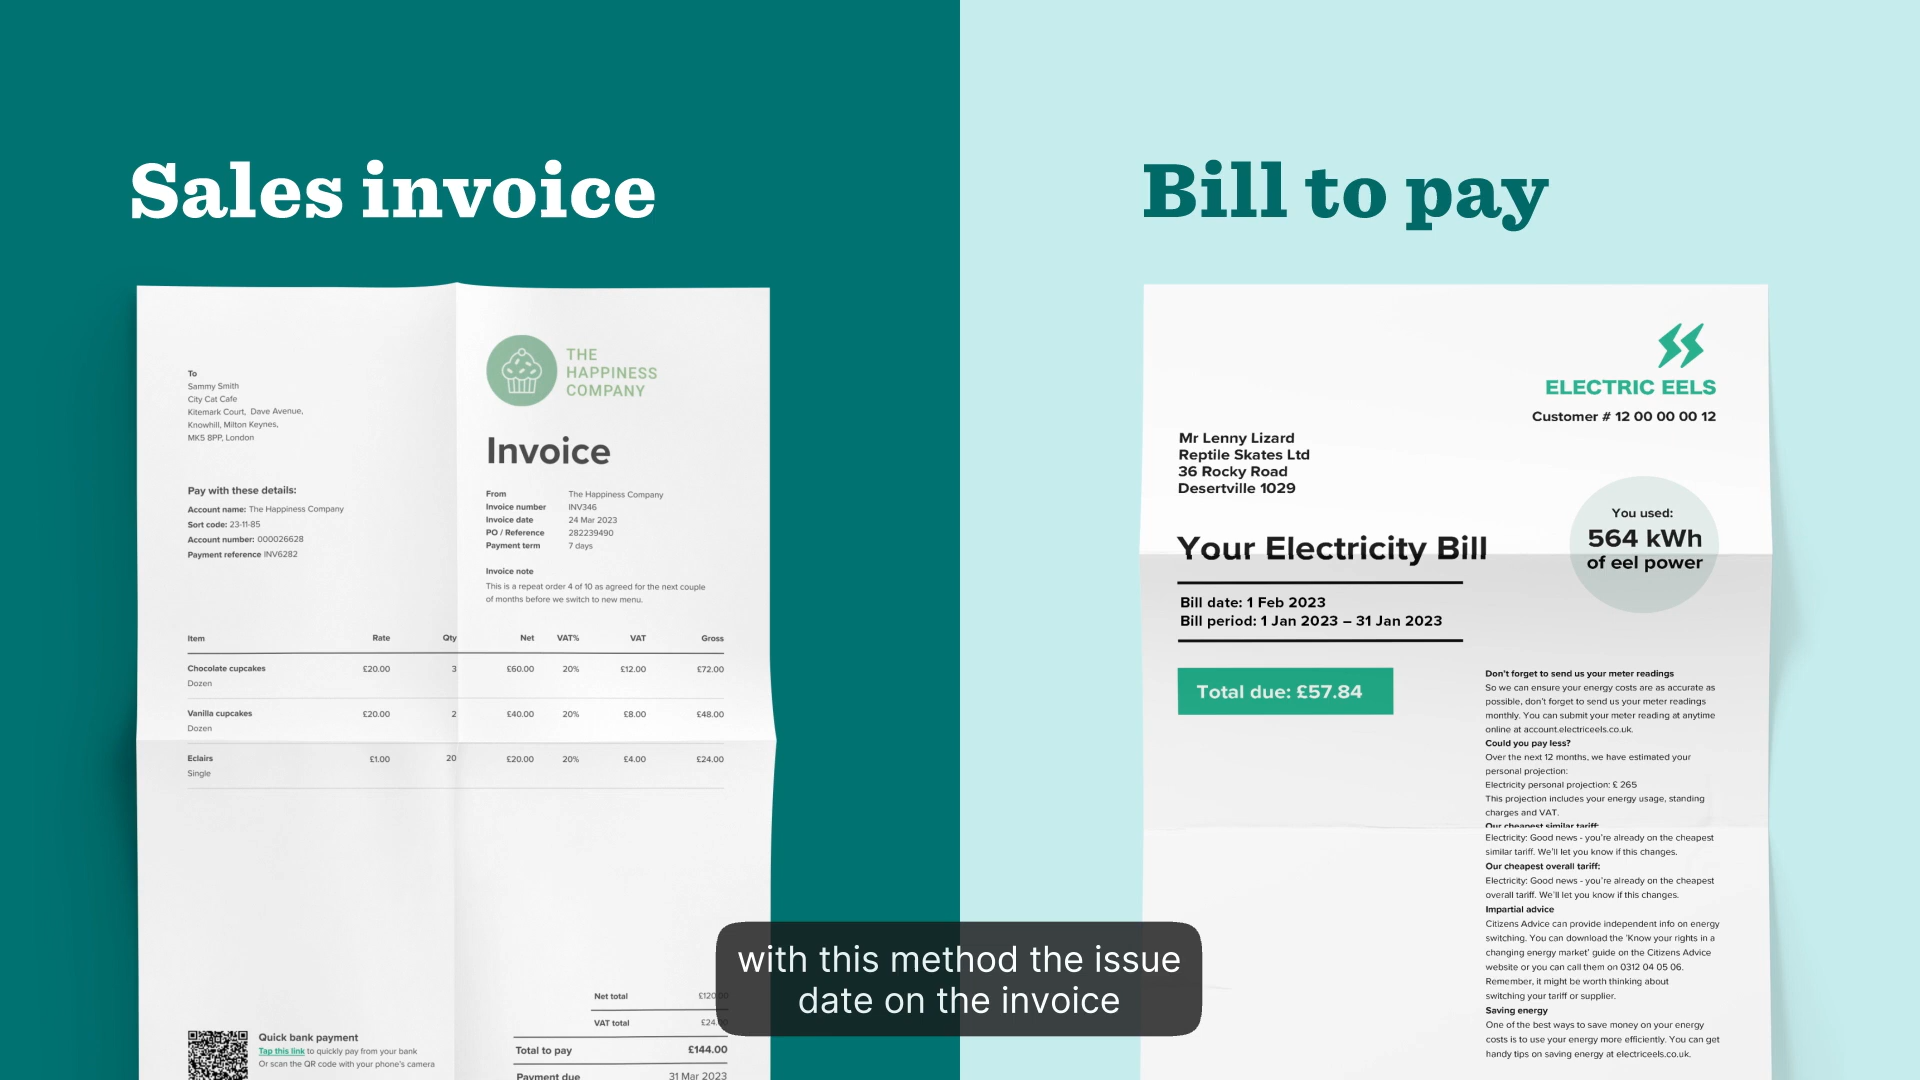 Sales invoice
To
Sammy Smith
City Cat Cafe
Kitemark Court, Dave Avenue,
Knowhill, Milton Keynes,
MK5 8PP, London
Pay with these details:
Account name: The Happiness Company
Sort code: 23-11-85
Account number: 000026628
Payment reference INV6282
THE
HAPPINESS
COMPANY
Invoice
From The Happiness Company
Invoice number INV346
Invoice date 24 Mar 2023
PO / Reference 282239490
Payment term 7 days
Invoice note
This is a repeat order 4 of 10 as agreed for the next couple
of months before we switch to new menu.
Item Rate Qty Net VAT% VAT Gross
Chocolate cupcakes £20.00 3 £60.00 20% £12.00 £72.00
Dozen
Vanilla cupcakes £20.00 2 £40.00 20% £8.00 £48.00
Dozen
Eclairs £1.00 20 £20.00 20% £4.00 £24.00
Single
Net total £120.00
VAT total £24.00
Total to pay £144.00
Payment due 31 Mar 2023
Quick bank payment
Tap this link to quickly pay from your bank
Or scan the QR code with your phone's camera
Bill to pay
ELECTRIC EELS
Customer # 12 00 00 00 12
Mr Lenny Lizard
Reptile Skates Ltd
36 Rocky Road
Desertville 1029
You used:
564 kWh
of eel power
Your Electricity Bill
Bill date: 1 Feb 2023
Bill period: 1 Jan 2023 – 31 Jan 2023
Total due: £57.84
Don't forget to send us your meter readings
So we can ensure your energy costs are as accurate as
possible, don't forget to send us your meter readings
monthly. You can submit your meter reading at anytime
online at account.electriceels.co.uk.
Could you pay less?
Over the next 12 months, we have estimated your
personal projection:
Electricity personal projection: £ 265
This projection includes your energy usage, standing
charges and VAT.
Our cheapest similar tariff:
Electricity: Good news - you're already on the cheapest
similar tariff. We'll let you know if this changes.
Our cheapest overall tariff:
Electricity: Good news - you're already on the cheapest
overall tariff. We'll let you know if this changes.
Impartial advice
Citizens Advice can provide independent info on energy
switching. You can download the 'Know your rights in a
changing energy market' guide on the Citizens Advice
website or you can call them on 0312 04 05 06.
Remember, it might be worth thinking about
switching your tariff or supplier.
Saving energy
One of the best ways to save money on your energy
costs is to use your energy more efficiently. You can get
handy tips on saving energy at electriceels.co.uk.
with this method the issue
date on the invoice